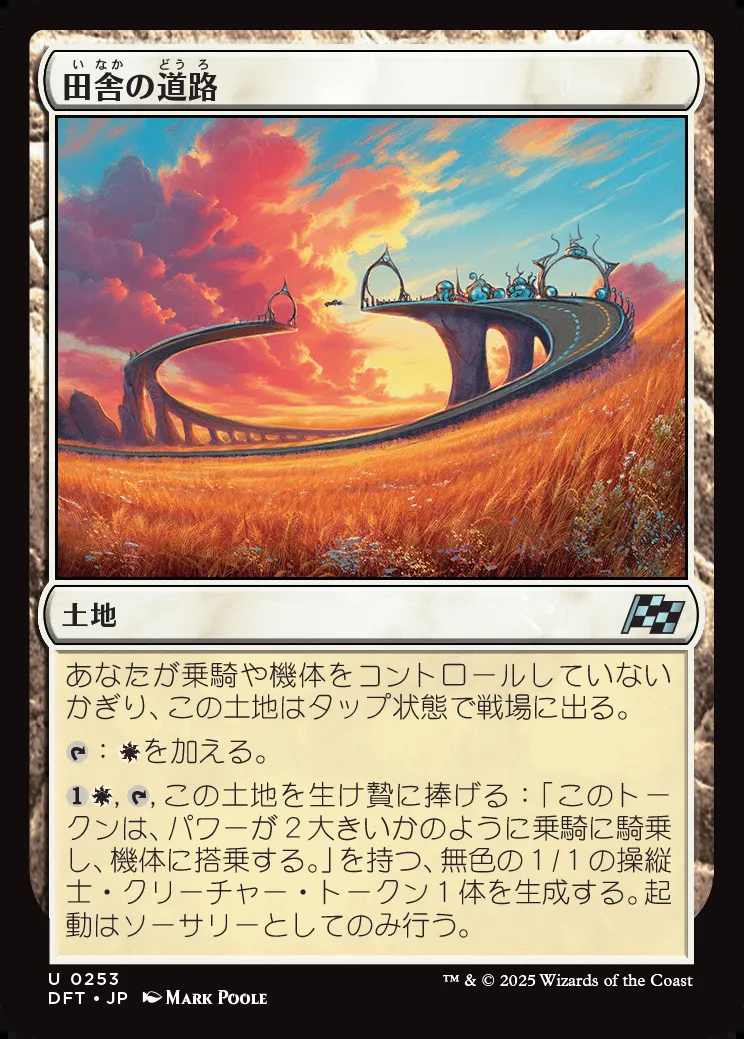 いなか どうろ
田舎の道路
土地
あなたが乗騎や機体をコントロールしていない
かぎり、この土地はタップ状態で戦場に出る。
：を加える。
1, , この土地を生け贄に捧げる：「このトー
クンは、パワーが２大きいかのように乗騎に騎乗
し、機体に搭乗する。」を持つ、無色の１/１の操縦
士・クリーチャー・トークン１体を生成する。起
動はソーサリーとしてのみ行う。
U 0253
DFT • JP MARK POOLE
™ & © 2025 Wizards of the Coast